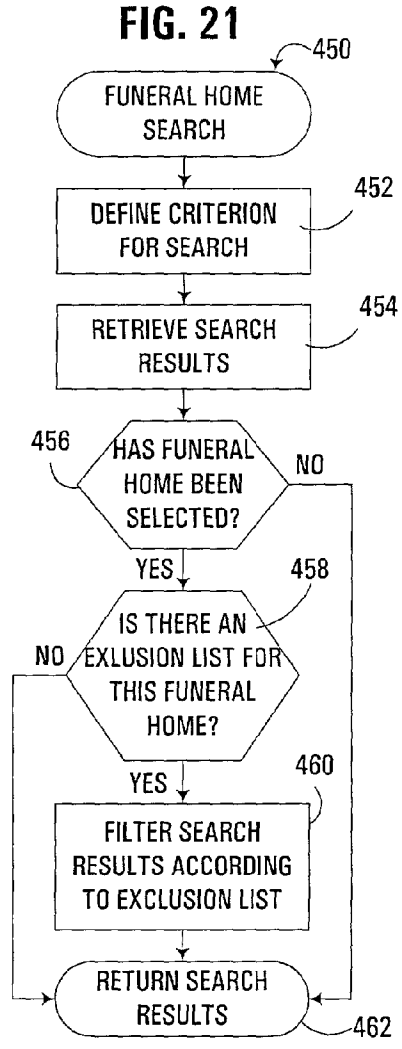 FIG. 21
450
FUNERAL HOME
SEARCH
452
DEFINE CRITERION
FOR SEARCH
454
RETRIEVE SEARCH
RESULTS
456
HAS FUNERAL
HOME BEEN
SELECTED?
NO
YES
458
IS THERE AN
EXLUSION LIST FOR
THIS FUNERAL
HOME?
NO
YES
460
FILTER SEARCH
RESULTS ACCORDING
TO EXCLUSION LIST
RETURN SEARCH
RESULTS
462